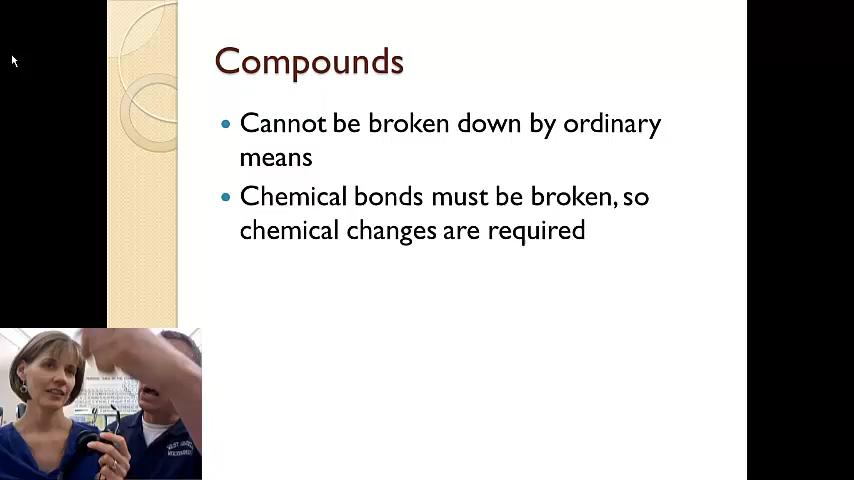 Compounds
Cannot be broken down by ordinary
means
Chemical bonds must be broken, so
chemical changes are required